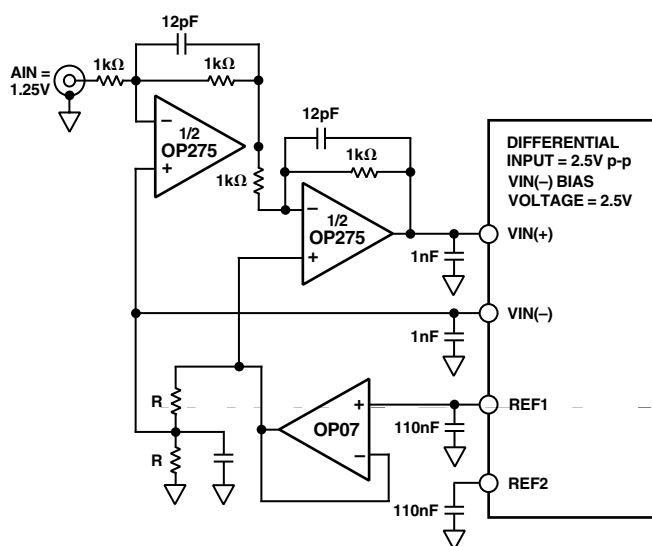 12pF
AIN =
1.25V
1kΩ
1kΩ
1/2
OP275
12pF
1kΩ
1kΩ
1/2
OP275
DIFFERENTIAL
INPUT = 2.5V p-p
VIN(–) BIAS
VOLTAGE = 2.5V
VIN(+)
1nF
VIN(–)
1nF
R
R
OP07
REF1
110nF
REF2
110nF